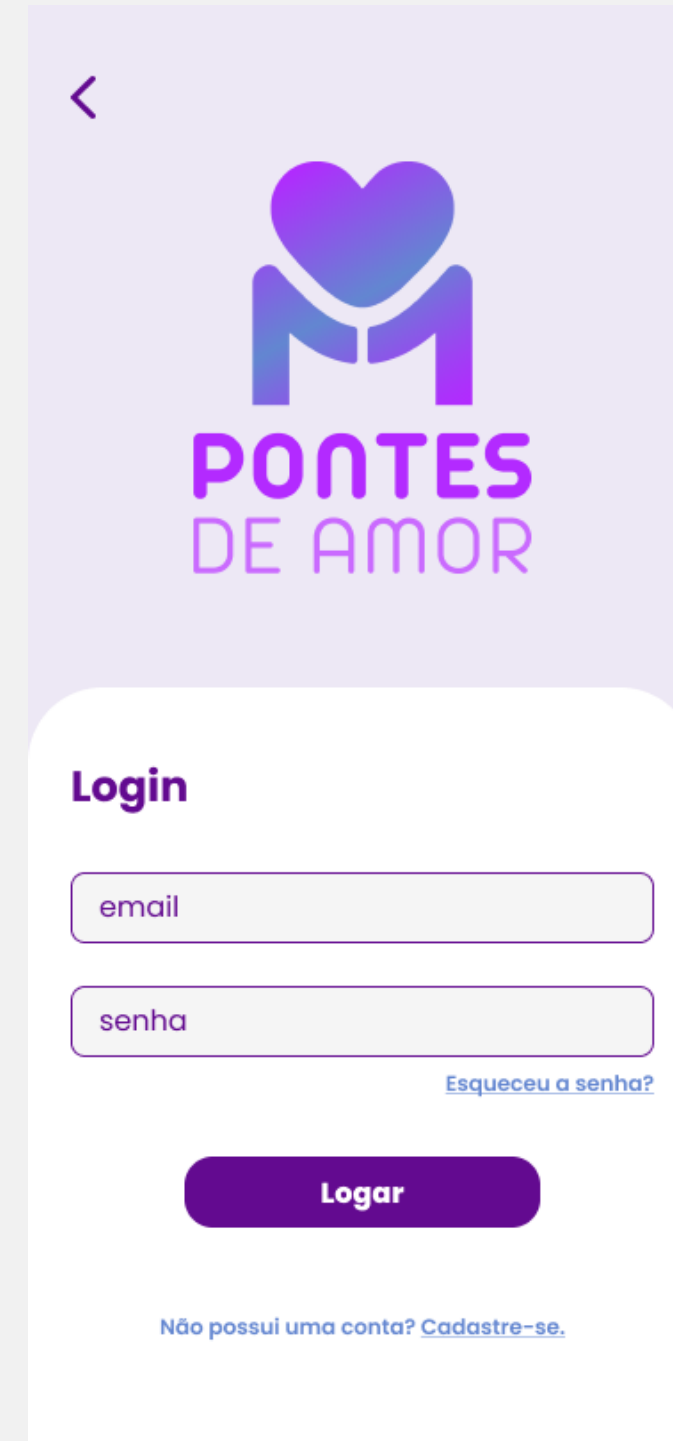 PONTES
DE AMOR
Login
email
senha
Esqueceu a senha?
Logar
Não possui uma conta? Cadastre-se.